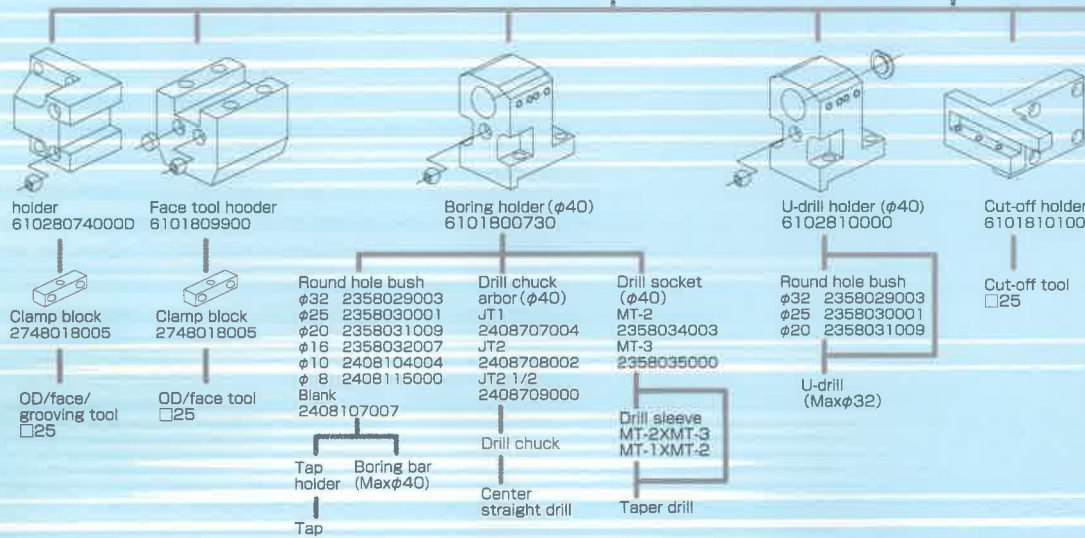 holder
61028074000D
Clamp block
2748018005
OD/face/
grooving tool
□25
Face tool hooder
6101809900
Clamp block
2748018005
OD/face tool
□25
Boring holder (φ40)
6101800730
Round hole bush
φ32 2358029003
φ25 2358030001
φ20 2358031009
φ16 2358032007
φ10 2408104004
φ 8 2408115000
Blank
2408107007
Tap
holder
Tap
Boring bar
(Maxφ40)
Drill chuck
arbor (φ40)
JT1
2408707004
JT2
2408708002
JT2 1/2
2408709000
Drill chuck
Center
straight drill
Drill socket
(φ40)
MT-2
2358034003
MT-3
2358035000
Drill sleeve
MT-2XMT-3
MT-1XMT-2
Taper drill
U-drill holder (φ40)
6102810000
Round hole bush
φ32 2358029003
φ25 2358030001
φ20 2358031009
U-drill
(Maxφ32)
Cut-off holder
6101810100
Cut-off tool
□25